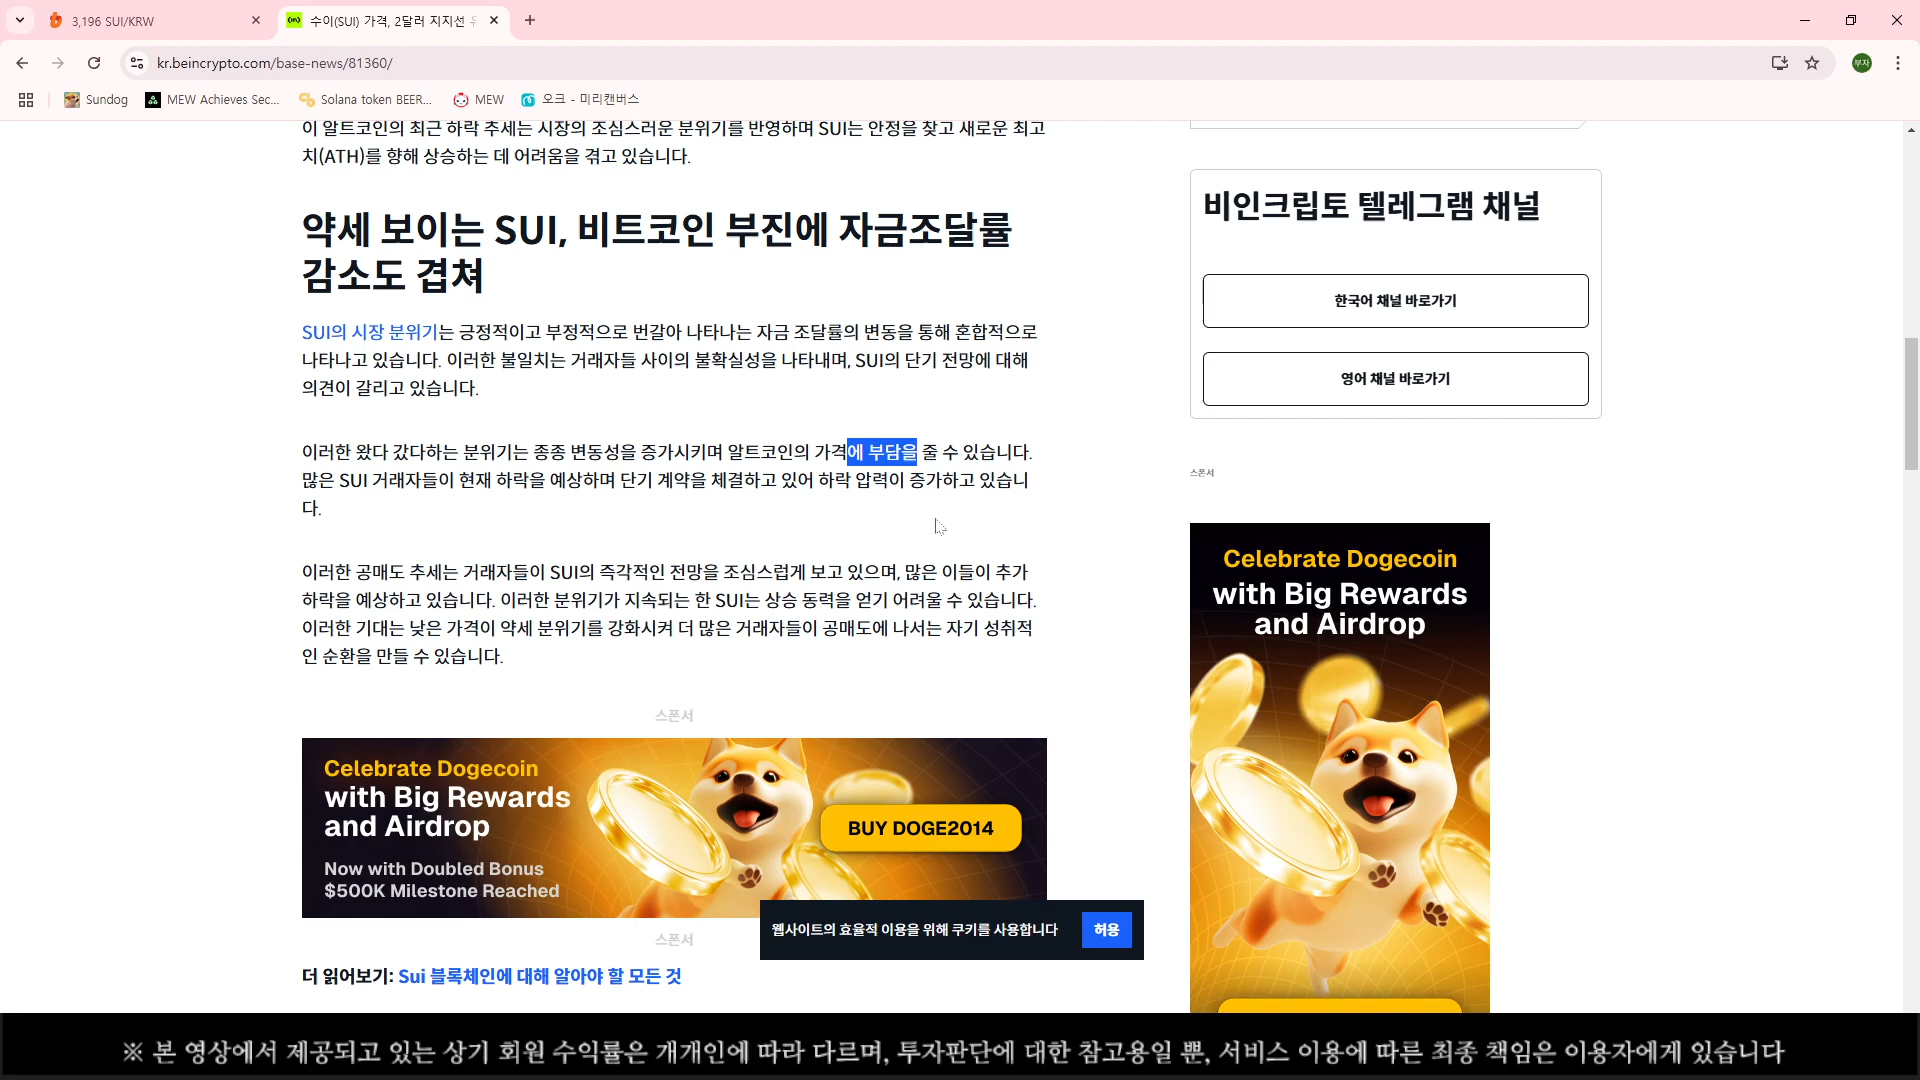 3,196 SUI/KRW
수이(SUI) 가격, 2달러 지지선
kr.beincrypto.com/base-news/81360/
부자
Sundog
MEW Achieves Sec...
Solana token BEER...
MEW
오크 - 미리캔버스
이 알트코인의 최근 하락 추세는 시장의 조심스러운 분위기를 반영하며 SUI는 안정을 찾고 새로운 최고
치(ATH)를 향해 상승하는 데 어려움을 겪고 있습니다.
약세 보이는 SUI, 비트코인 부진에 자금조달률
감소도 겹쳐
SUI의 시장 분위기는 긍정적이고 부정적으로 번갈아 나타나는 자금 조달률의 변동을 통해 혼합적으로
나타나고 있습니다. 이러한 불일치는 거래자들 사이의 불확실성을 나타내며, SUI의 단기 전망에 대해
의견이 갈리고 있습니다.
이러한 왔다 갔다하는 분위기는 종종 변동성을 증가시키며 알트코인의 가격에 부담을 줄 수 있습니다.
많은 SUI 거래자들이 현재 하락을 예상하며 단기 계약을 체결하고 있어 하락 압력이 증가하고 있습니
다.
이러한 공매도 추세는 거래자들이 SUI의 즉각적인 전망을 조심스럽게 보고 있으며, 많은 이들이 추가
하락을 예상하고 있습니다. 이러한 분위기가 지속되는 한 SUI는 상승 동력을 얻기 어려울 수 있습니다.
이러한 기대는 낮은 가격이 약세 분위기를 강화시켜 더 많은 거래자들이 공매도에 나서는 자기 성취적
인 순환을 만들 수 있습니다.
스폰서
Celebrate Dogecoin
with Big Rewards
and Airdrop
Now with Doubled Bonus
$500K Milestone Reached
BUY DOGE2014
스폰서
더 읽어보기: Sui 블록체인에 대해 알아야 할 모든 것
비인크립토 텔레그램 채널
한국어 채널 바로가기
영어 채널 바로가기
스폰서
Celebrate Dogecoin
with Big Rewards
and Airdrop
웹사이트의 효율적 이용을 위해 쿠키를 사용합니다
허용
※ 본 영상에서 제공되고 있는 상기 회원 수익률은 개개인에 따라 다르며, 투자판단에 대한 참고용일 뿐, 서비스 이용에 따른 최종 책임은 이용자에게 있습니다